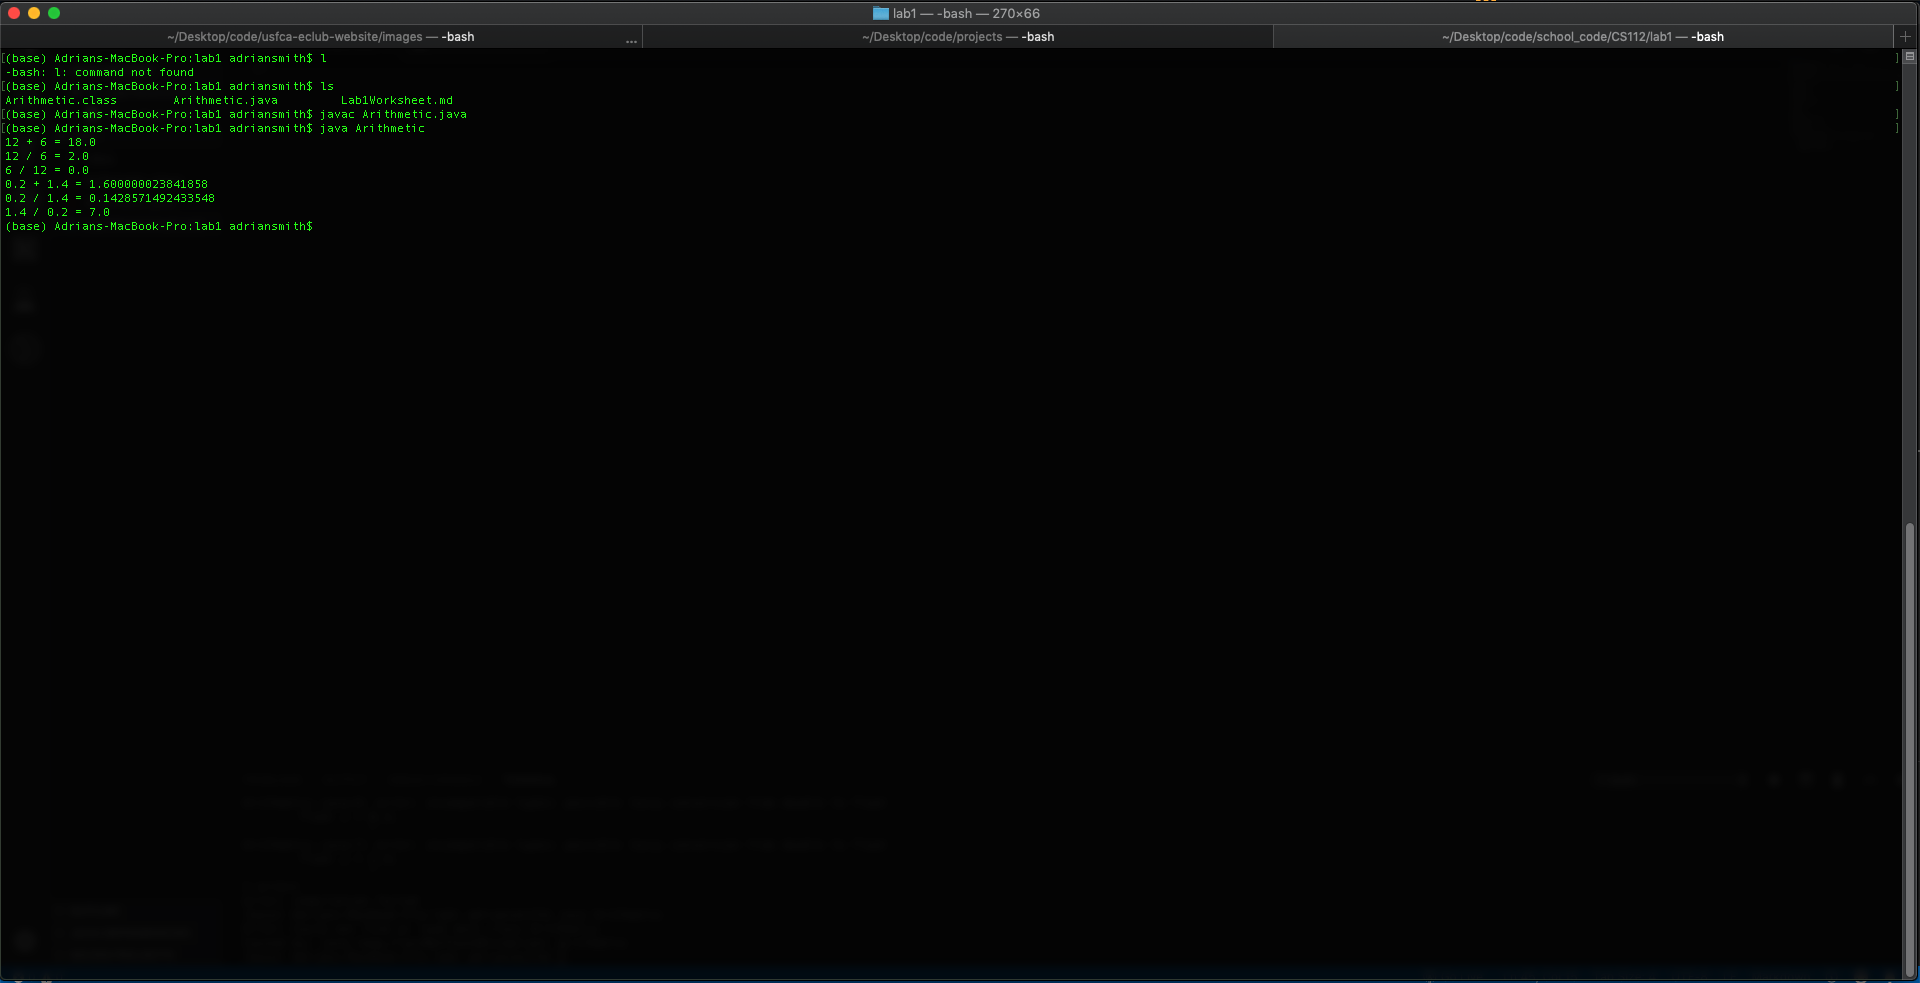 lab1 — -bash — 270×66
~/Desktop/code/usfca-eclub-website/images — -bash ...
~/Desktop/code/projects — -bash
~/Desktop/code/school_code/CS112/lab1 — -bash
[(base) Adrians-MacBook-Pro:lab1 adriansmith$ l ]
-bash: l: command not found
[(base) Adrians-MacBook-Pro:lab1 adriansmith$ ls ]
Arithmetic.class Arithmetic.java Lab1Worksheet.md
[(base) Adrians-MacBook-Pro:lab1 adriansmith$ javac Arithmetic.java ]
[(base) Adrians-MacBook-Pro:lab1 adriansmith$ java Arithmetic ]
12 + 6 = 18.0
12 / 6 = 2.0
6 / 12 = 0.0
0.2 + 1.4 = 1.600000023841858
0.2 / 1.4 = 0.1428571492433548
1.4 / 0.2 = 7.0
(base) Adrians-MacBook-Pro:lab1 adriansmith$